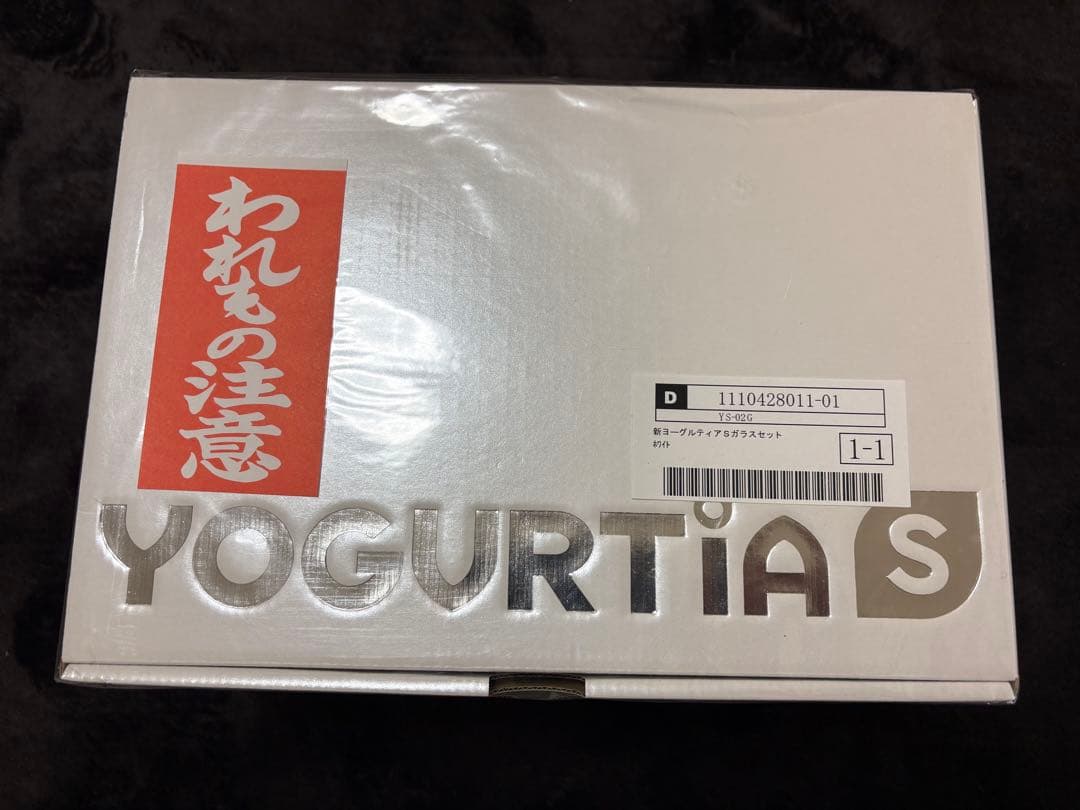 われもの注意
D 1110428011-01
YS-02G
新ヨーグルティアSガラスセット
ﾎﾜｲﾄ
1-1
YOGURTiA S